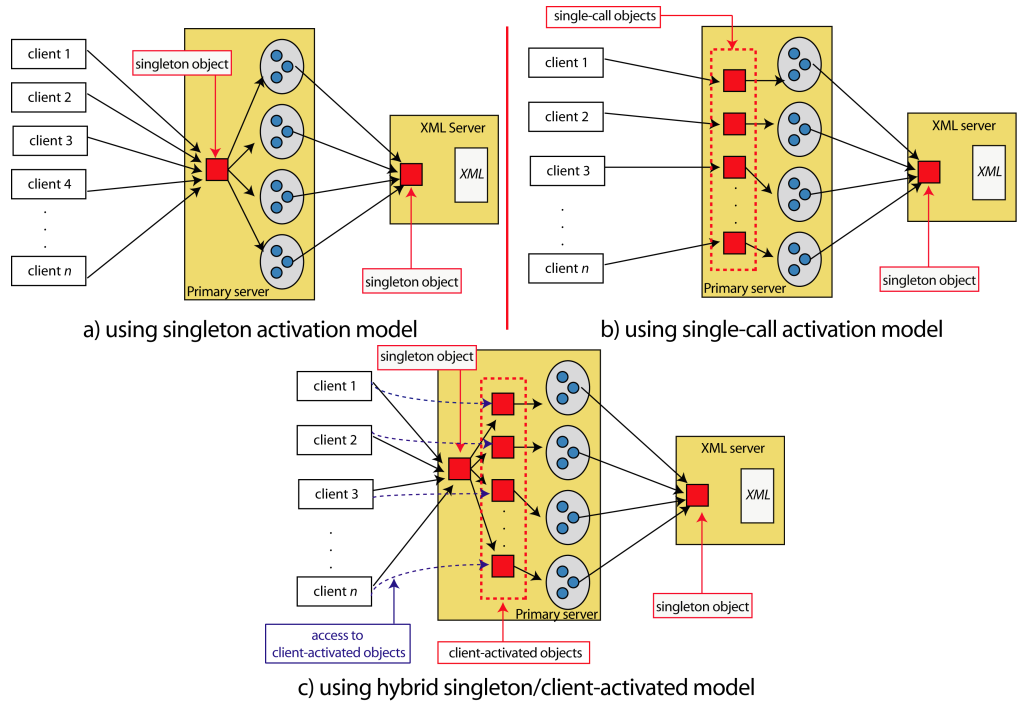 client 1
client 2
client 3
client 4
.
.
.
client n
singleton object
Primary server
XML Server
XML
singleton object
a) using singleton activation model
single-call objects
client 1
client 2
client 3
.
.
.
client n
.
.
.
Primary server
XML server
XML
singleton object
b) using single-call activation model
singleton object
client 1
client 2
client 3
.
.
.
client n
.
.
.
Primary server
XML server
XML
singleton object
access to
client-activated objects
client-activated objects
c) using hybrid singleton/client-activated model